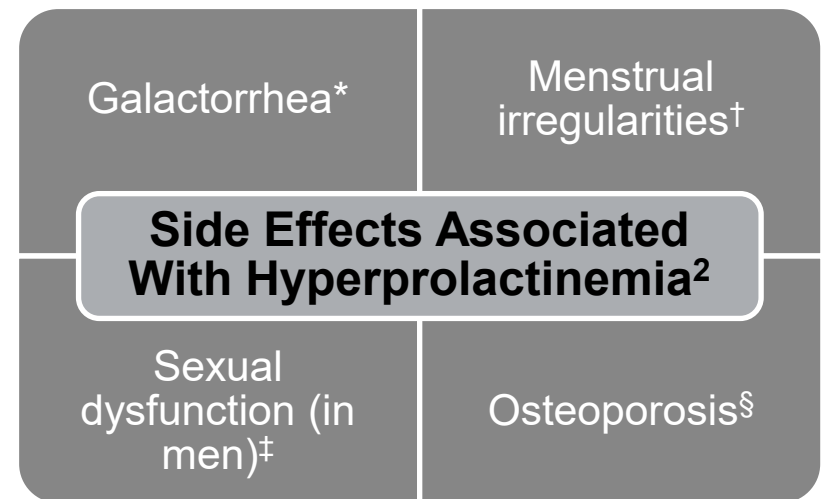 Galactorrhea*
Menstrual
irregularities†
Side Effects Associated
With Hyperprolactinemia²
Sexual
dysfunction (in
men)‡
Osteoporosis§